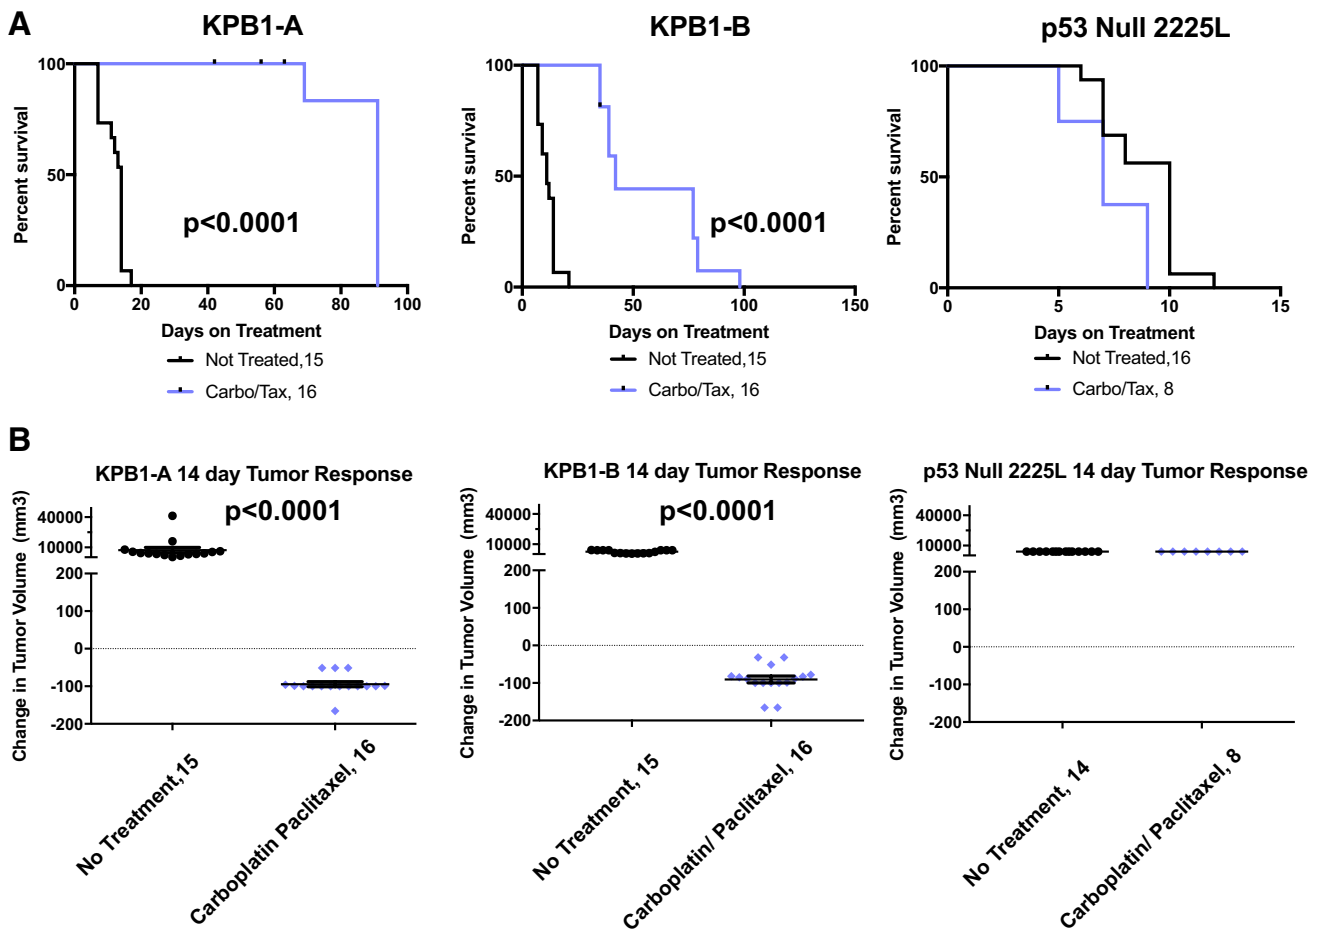 A
KPB1-A
100
50
0
Percent survival
p<0.0001
0 20 40 60 80 100
Days on Treatment
Not Treated,15
Carbo/Tax, 16
KPB1-B
100
50
0
Percent survival
p<0.0001
0 50 100 150
Days on Treatment
Not Treated,15
Carbo/Tax, 16
p53 Null 2225L
100
50
0
Percent survival
0 5 10 15
Days on Treatment
Not Treated,16
Carbo/Tax, 8
B
KPB1-A 14 day Tumor Response
p<0.0001
Change in Tumor Volume (mm3)
40000
10000
200
100
0
-100
-200
No Treatment,15
Carboplatin Paclitaxel, 16
KPB1-B 14 day Tumor Response
p<0.0001
Change in Tumor Volume (mm3)
40000
10000
200
100
0
-100
-200
No Treatment, 15
Carboplatin/ Paclitaxel, 16
p53 Null 2225L 14 day Tumor Response
Change in Tumor Volume (mm3)
40000
10000
200
100
0
-100
-200
No Treatment, 14
Carboplatin/ Paclitaxel, 8